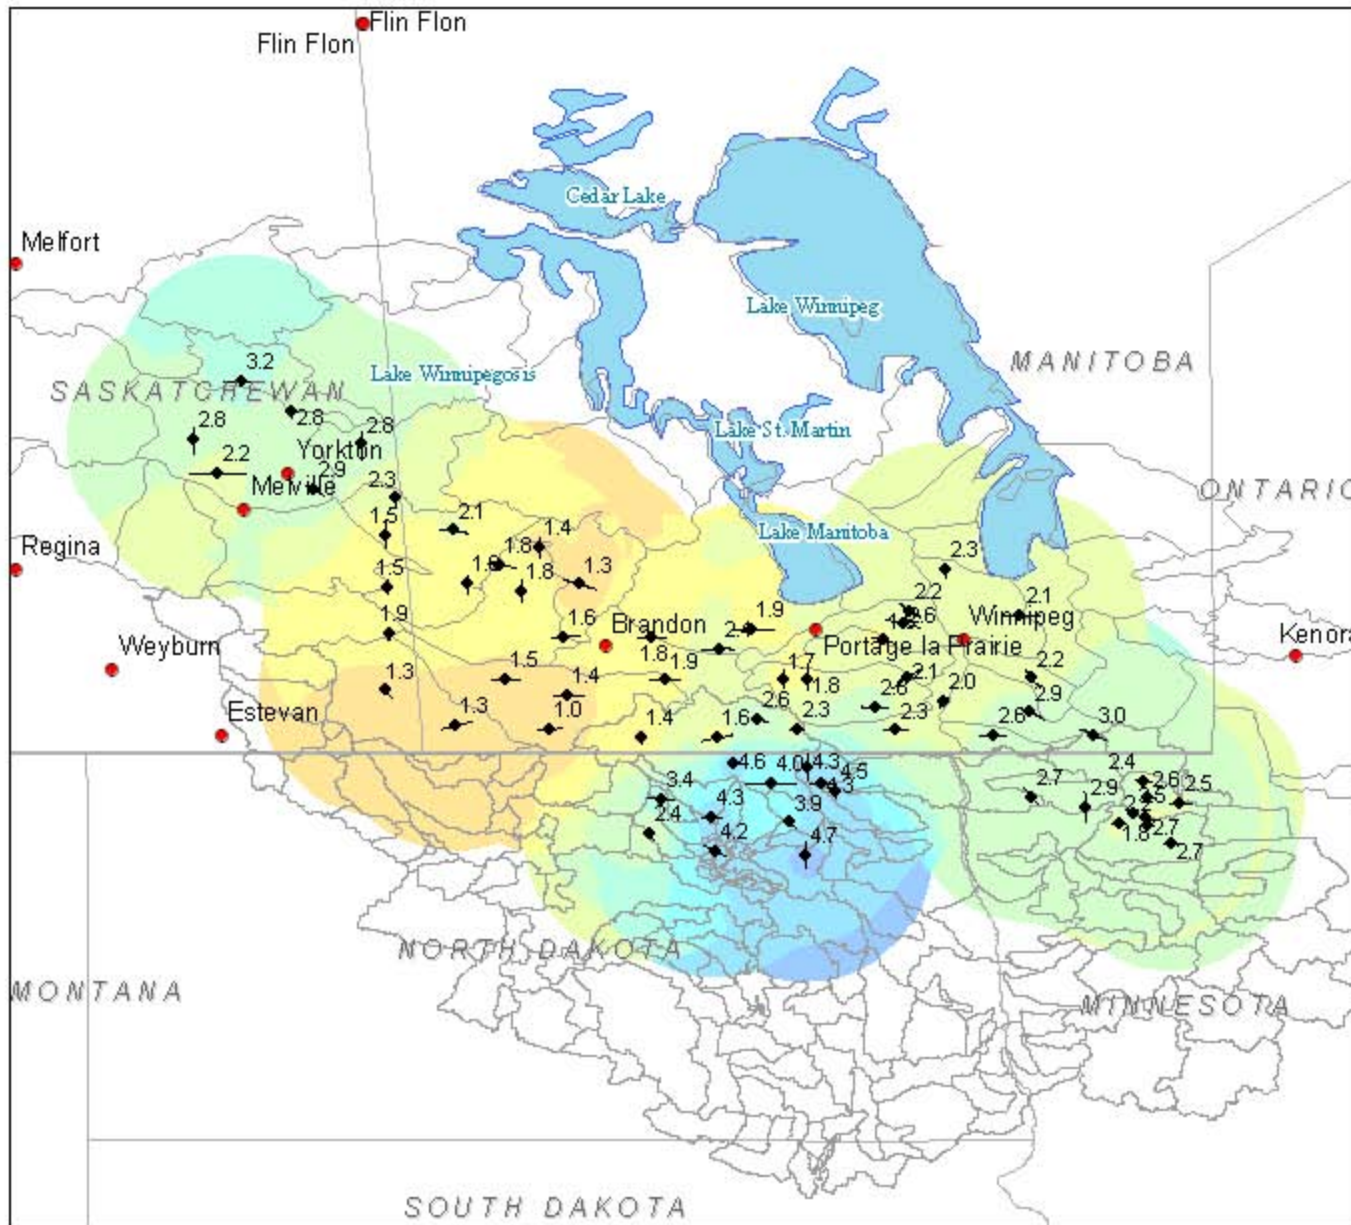 Flin Flon
Flin Flon
Melfort
Cedar Lake
Lake Winnipeg
MANITOBA
3.2
SASKATCHEWAN
Lake Winnipegosis
2.8
2.8
2.8
Lake St. Martin
Yorkton
2.2
2.9
Melville
2.3
ONTARIO
1.5
2.1
1.4
Lake Manitoba
Regina
1.8
2.3
1.5
1.8
1.3
2.2
2.1
1.9
1.6
Brandon
1.9
2.6
Winnipeg
Weyburn
1.8
Portage la Prairie
Kenora
1.3
1.5
1.4
1.9
1.7
1.8
2.1
2.2
2.0
2.9
Estevan
1.3
1.0
1.4
1.6
2.6
2.3
2.3
2.6
3.0
4.6
4.0
4.3
4.5
4.3
2.4
3.4
2.7
2.9
2.6
2.5
2.4
4.3
3.9
4.2
4.7
1.8
2.7
2.7
NORTH DAKOTA
MONTANA
MINNESOTA
SOUTH DAKOTA